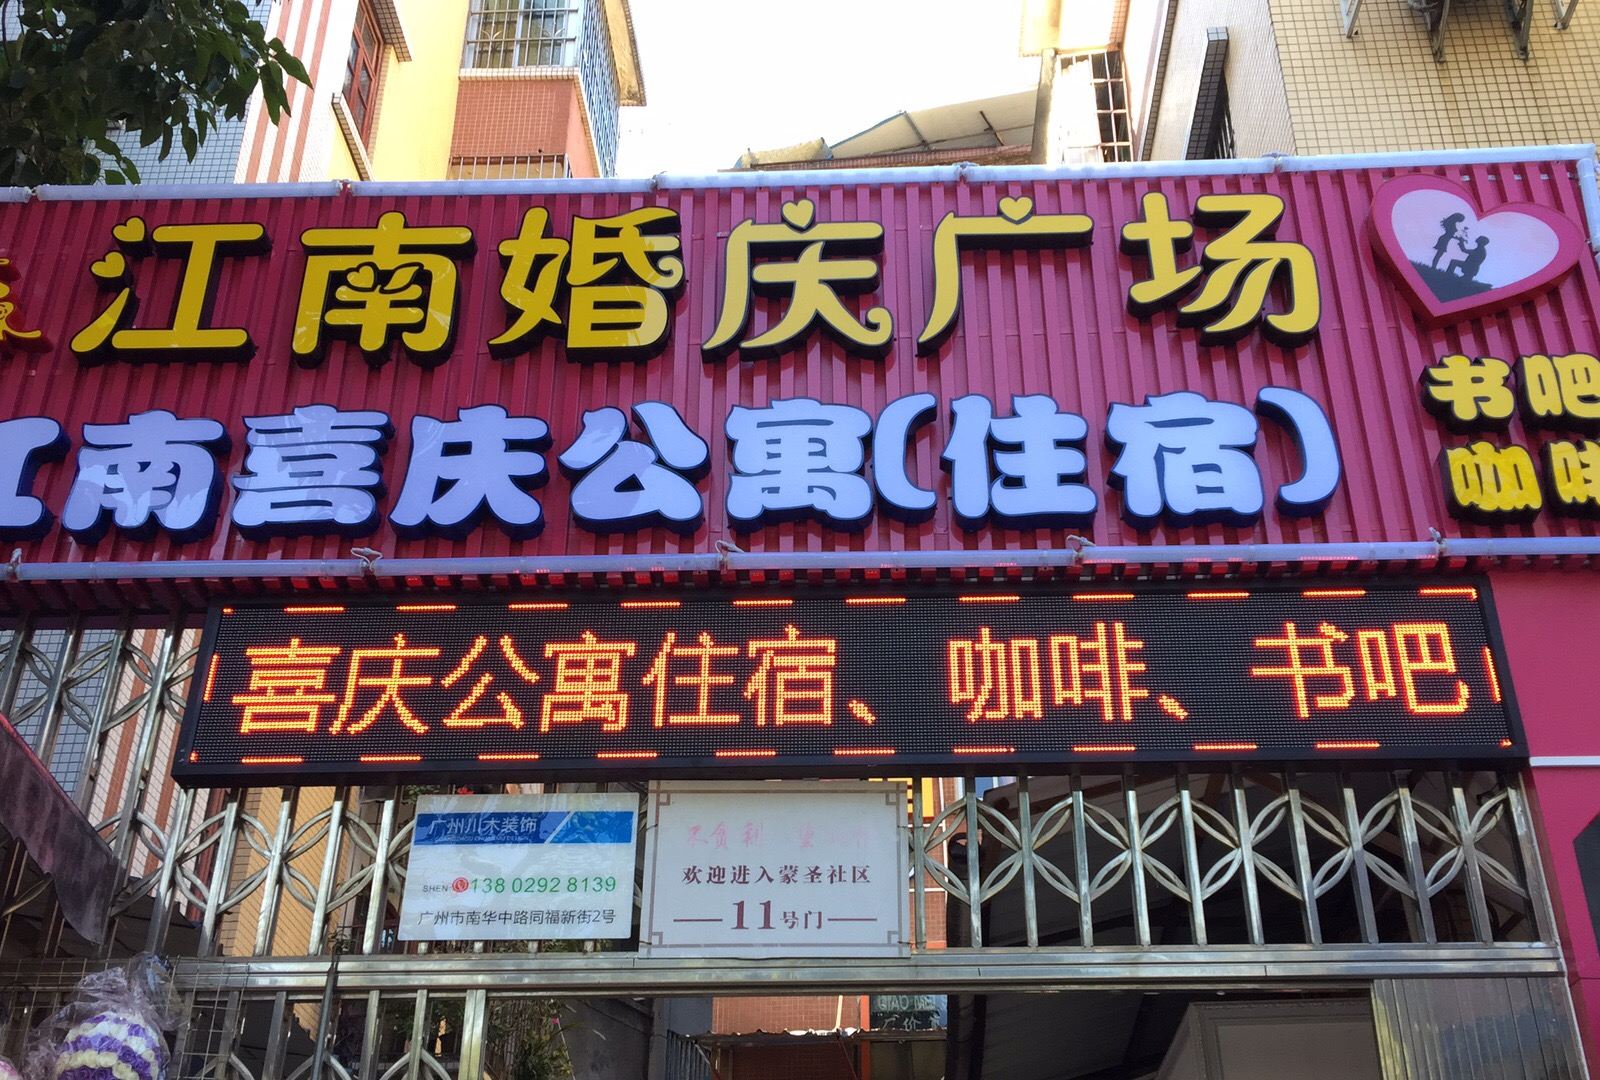 江南婚庆广场
江南喜庆公寓(住宿)
书吧
咖啡
喜庆公寓住宿、咖啡、书吧
广州川木装饰
SHEN 138 0292 8139
广州市南华中路同福新街2号
欢迎进入蒙圣社区
11号门